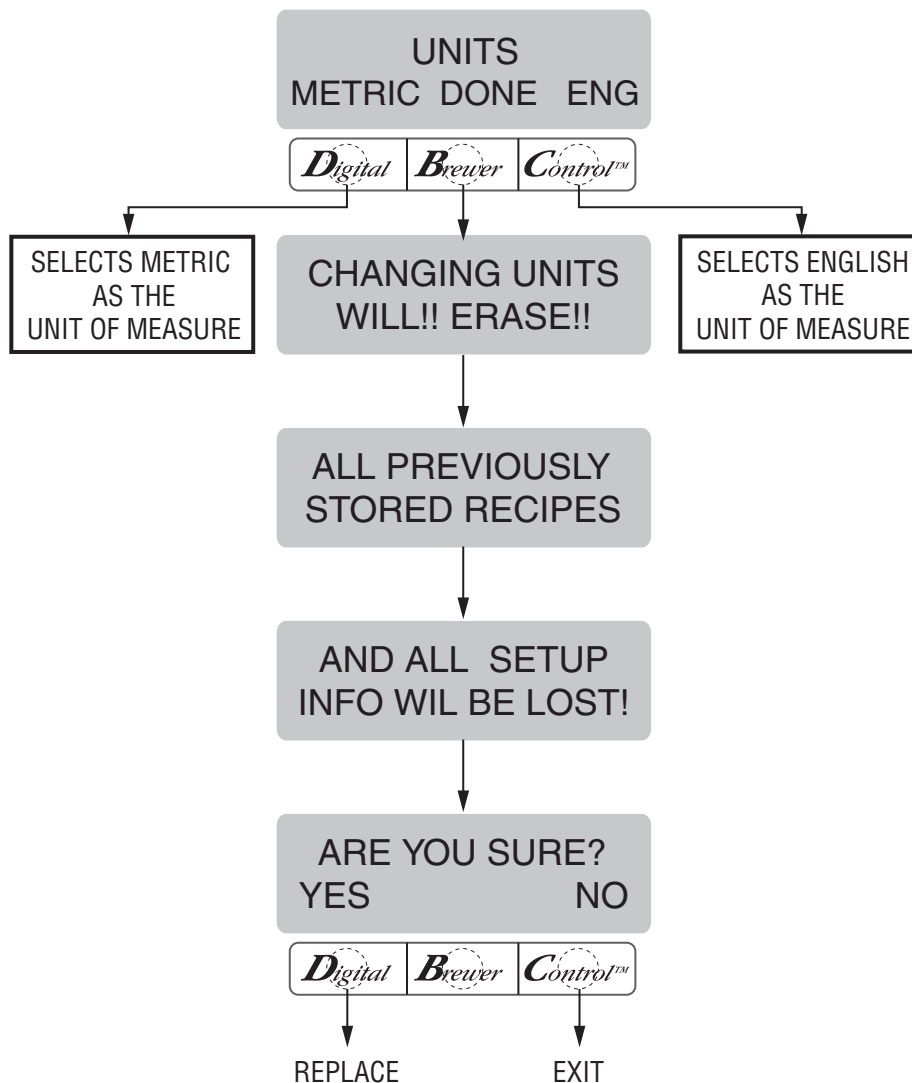 UNITS
METRIC DONE ENG
Digital Brewer Control™
SELECTS METRIC
AS THE
UNIT OF MEASURE
CHANGING UNITS
WILL!! ERASE!!
SELECTS ENGLISH
AS THE
UNIT OF MEASURE
ALL PREVIOUSLY
STORED RECIPES
AND ALL SETUP
INFO WIL BE LOST!
ARE YOU SURE?
YES NO
Digital Brewer Control™
REPLACE EXIT